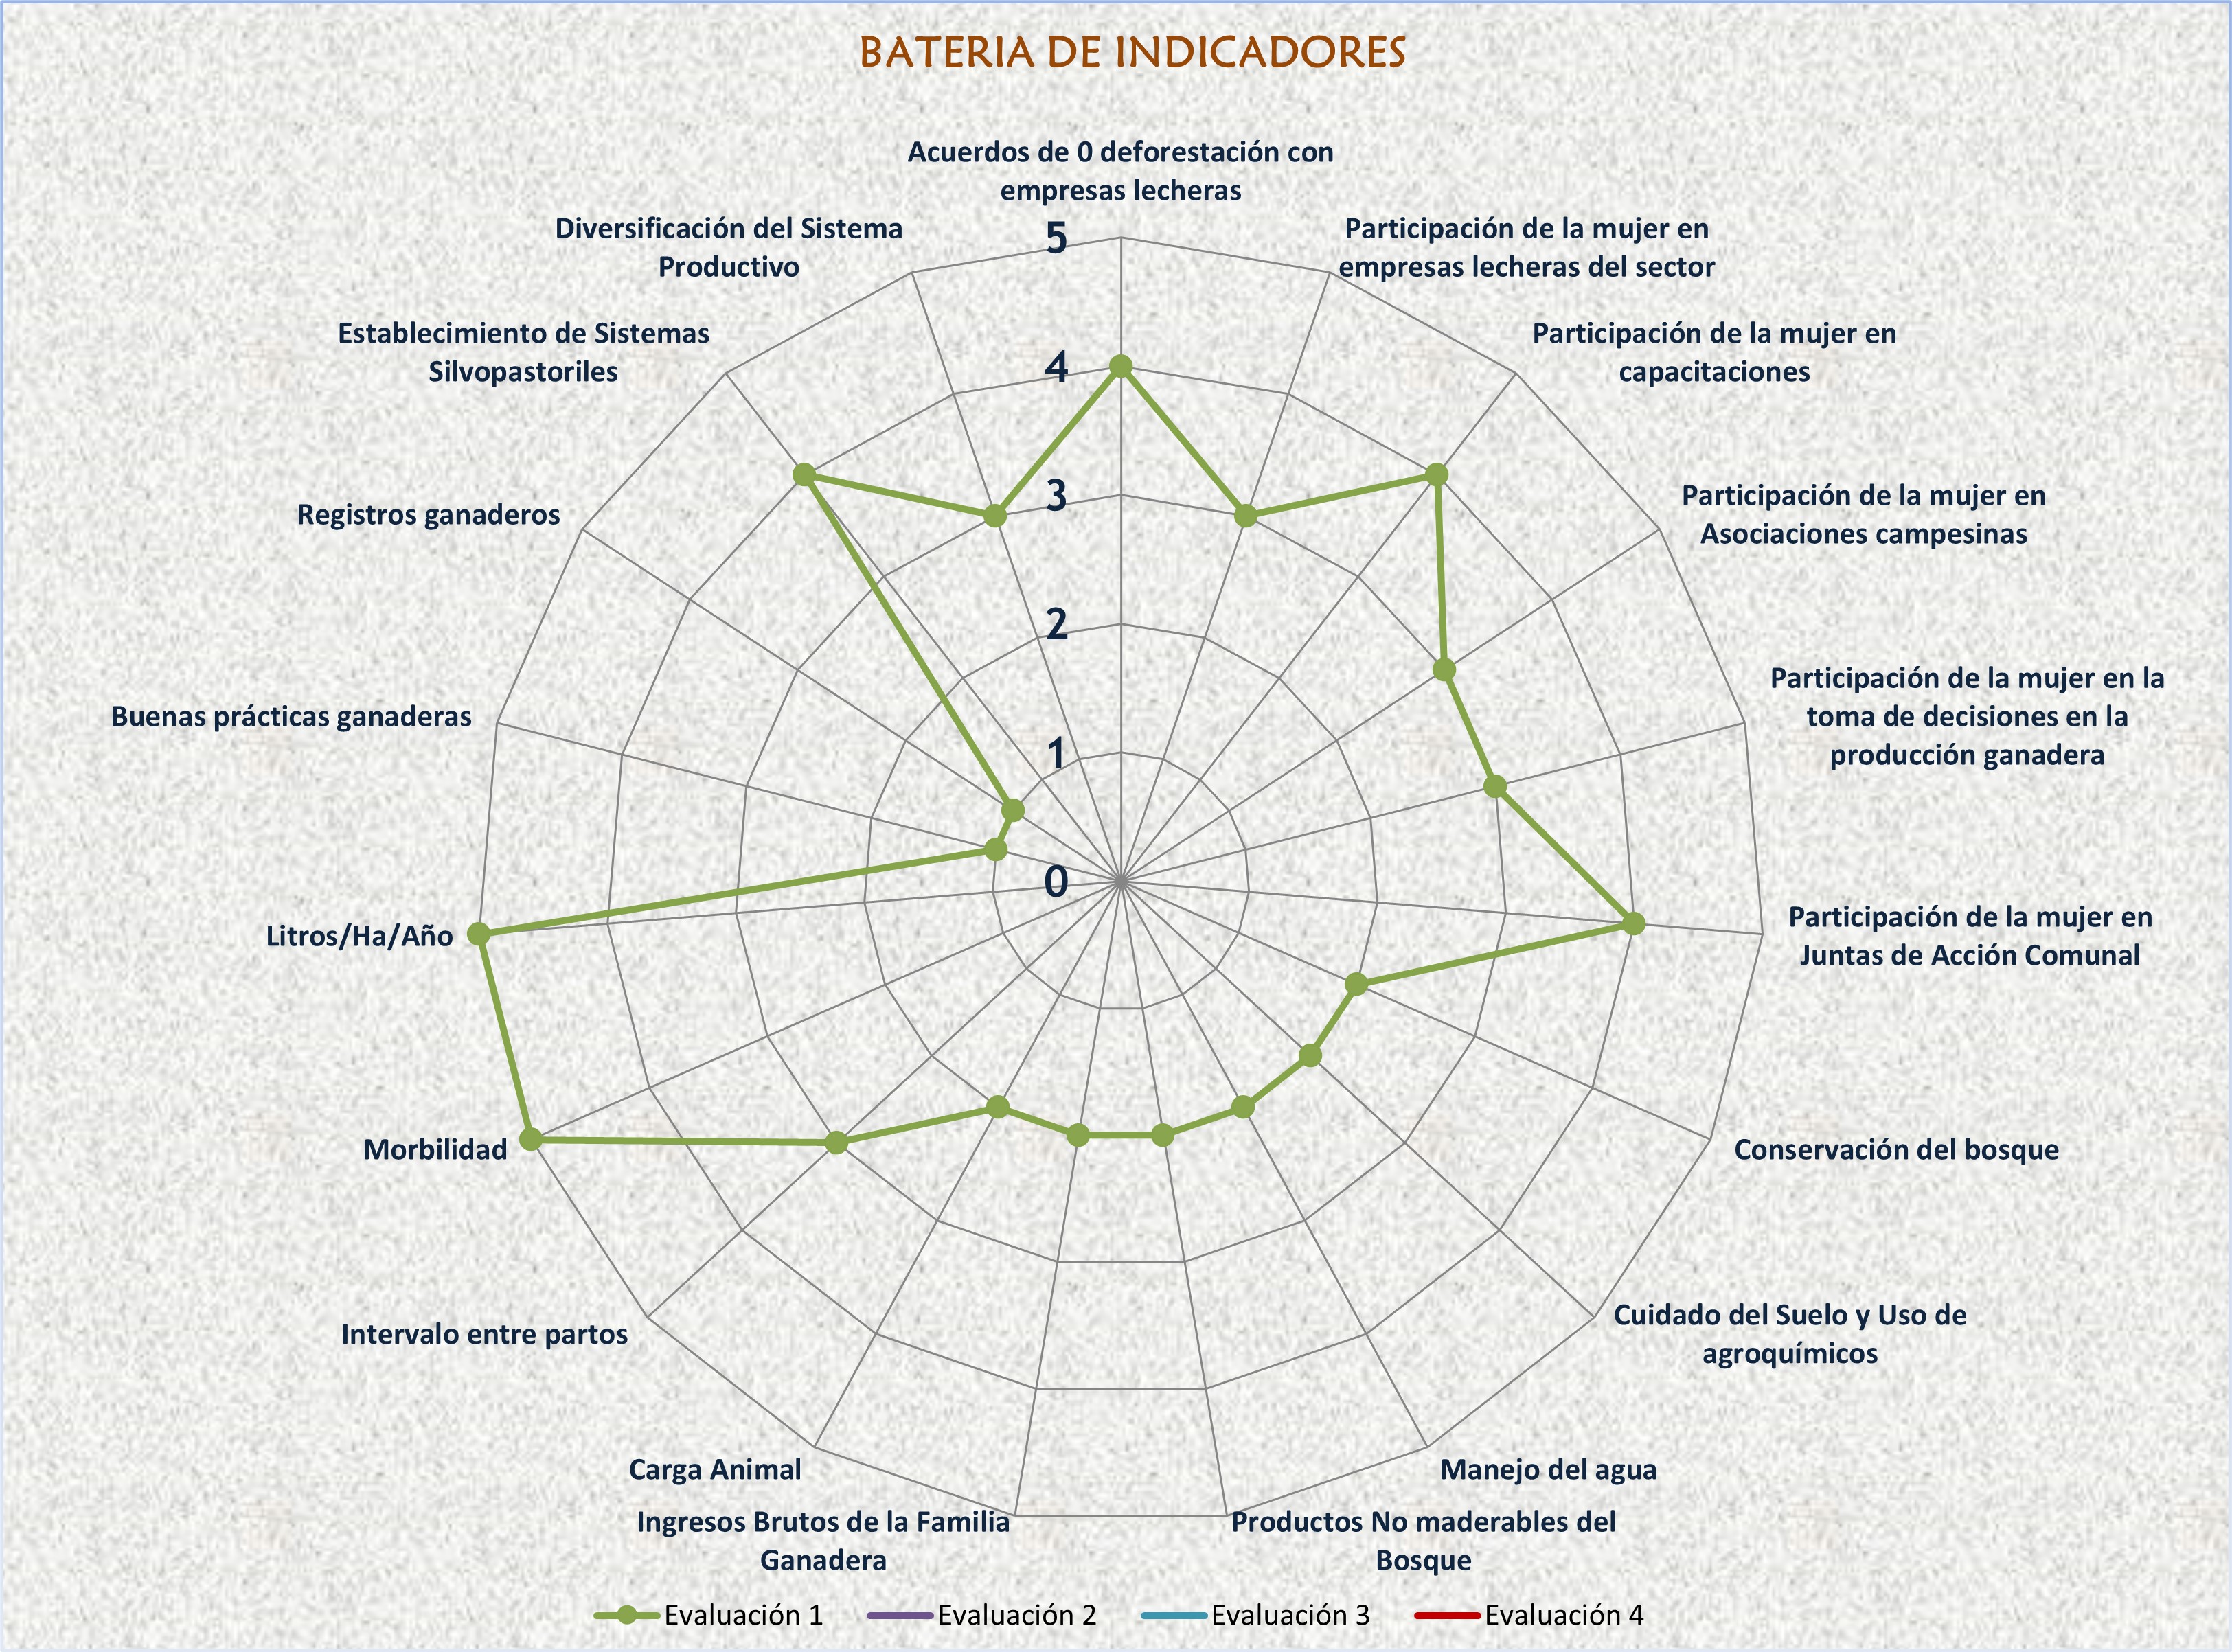 BATERIA DE INDICADORES
Acuerdos de 0 deforestación con
empresas lecheras
Participación de la mujer en
empresas lecheras del sector
Participación de la mujer en
capacitaciones
Participación de la mujer en
Asociaciones campesinas
Participación de la mujer en la
toma de decisiones en la
producción ganadera
Participación de la mujer en
Juntas de Acción Comunal
Conservación del bosque
Cuidado del Suelo y Uso de
agroquímicos
Manejo del agua
Productos No maderables del
Bosque
Ingresos Brutos de la Familia
Ganadera
Carga Animal
Intervalo entre partos
Morbilidad
Litros/Ha/Año
Buenas prácticas ganaderas
Registros ganaderos
Establecimiento de Sistemas
Silvopastoriles
Diversificación del Sistema
Productivo
5
4
3
2
1
0
Evaluación 1
Evaluación 2
Evaluación 3
Evaluación 4